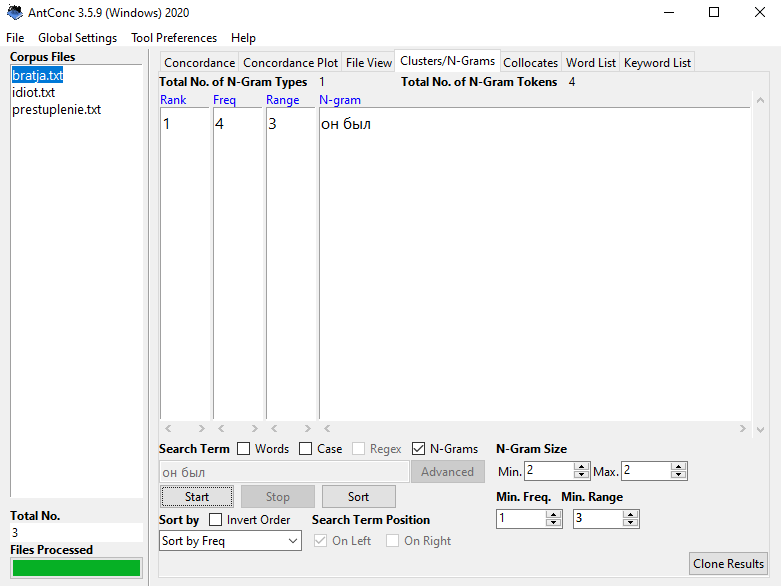 AntConc 3.5.9 (Windows) 2020
File Global Settings Tool Preferences Help
Corpus Files
bratja.txt
idiot.txt
prestuplenie.txt
Concordance Concordance Plot File View Clusters/N-Grams Collocates Word List Keyword List
Total No. of N-Gram Types 1 Total No. of N-Gram Tokens 4
Rank Freq Range N-gram
1 4 3 он был
Search Term Words Case Regex N-Grams N-Gram Size
он был Advanced Min. 2 Max. 2
Start Stop Sort Min. Freq. Min. Range
Total No. Sort by Invert Order Search Term Position 1 3
3 Sort by Freq On Left On Right
Files Processed
Clone Results